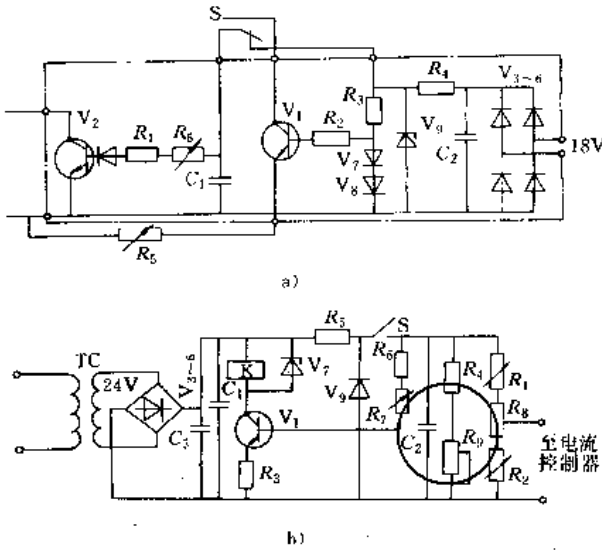 S
R₄
V₃~₆
V₂
R₁
R₆
V₁
R₂
R₃
V₉
C₂
18V
C₁
V₇
V₈
R₅
a)
TC
24V
V₃~₆
R₅
S
K
C₁
V₇
R₆
R₄
R₁
V₁
V₉
R₇
R₈
C₃
C₂
R₉
R₃
R₂
至电流
控制器
b)